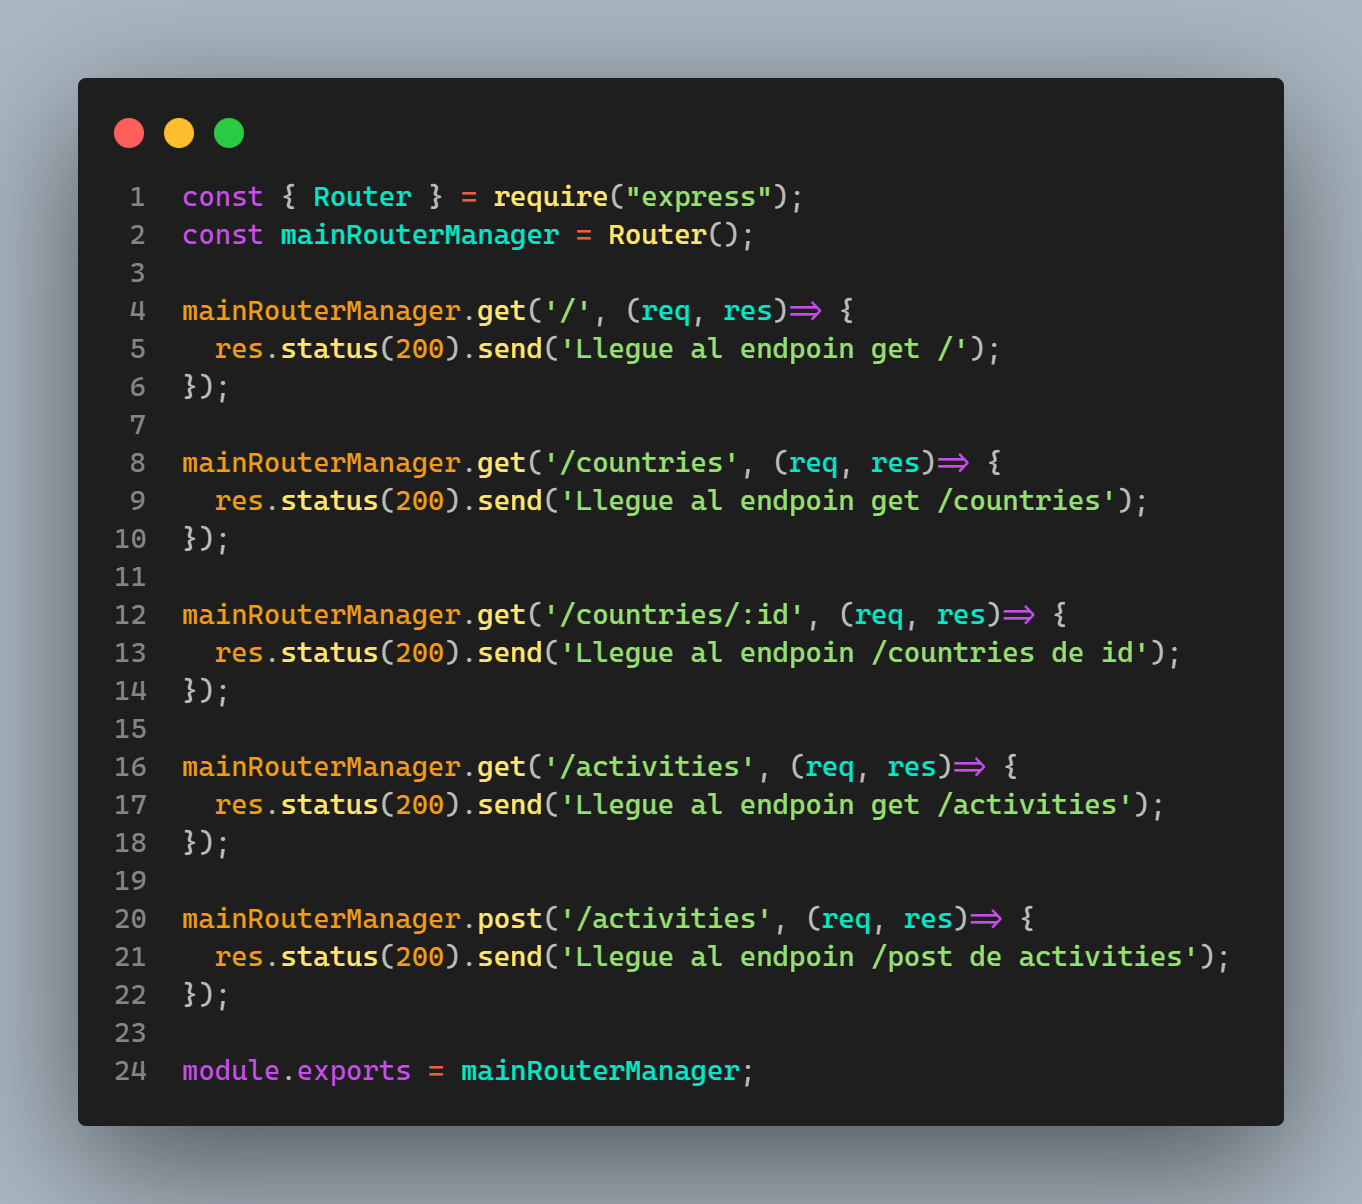 1 const { Router } = require("express");
2 const mainRouterManager = Router();
3
4 mainRouterManager.get('/', (req, res)=> {
5   res.status(200).send('Llegue al endpoin get /');
6 });
7
8 mainRouterManager.get('/countries', (req, res)=> {
9   res.status(200).send('Llegue al endpoin get /countries');
10 });
11
12 mainRouterManager.get('/countries/:id', (req, res)=> {
13   res.status(200).send('Llegue al endpoin /countries de id');
14 });
15
16 mainRouterManager.get('/activities', (req, res)=> {
17   res.status(200).send('Llegue al endpoin get /activities');
18 });
19
20 mainRouterManager.post('/activities', (req, res)=> {
21   res.status(200).send('Llegue al endpoin /post de activities');
22 });
23
24 module.exports = mainRouterManager;